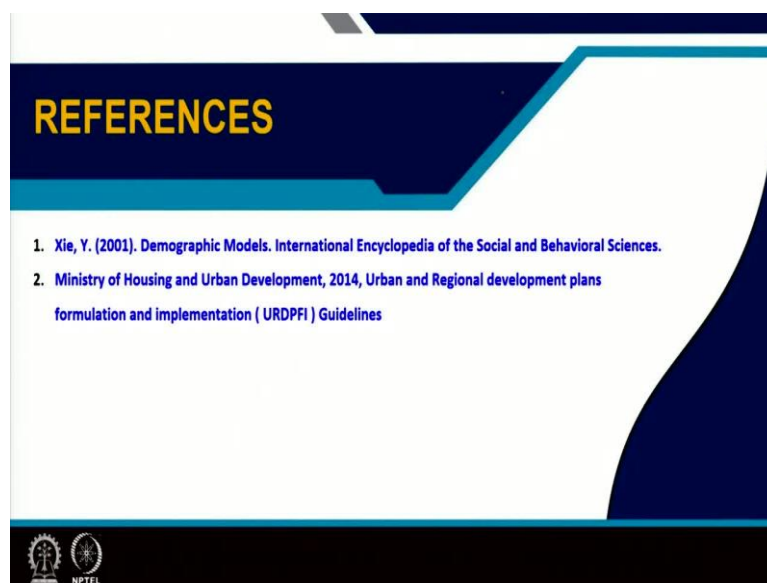 REFERENCES
1. Xie, Y. (2001). Demographic Models. International Encyclopedia of the Social and Behavioral Sciences.
2. Ministry of Housing and Urban Development, 2014, Urban and Regional development plans
formulation and implementation ( URDPFI ) Guidelines
NPTEL